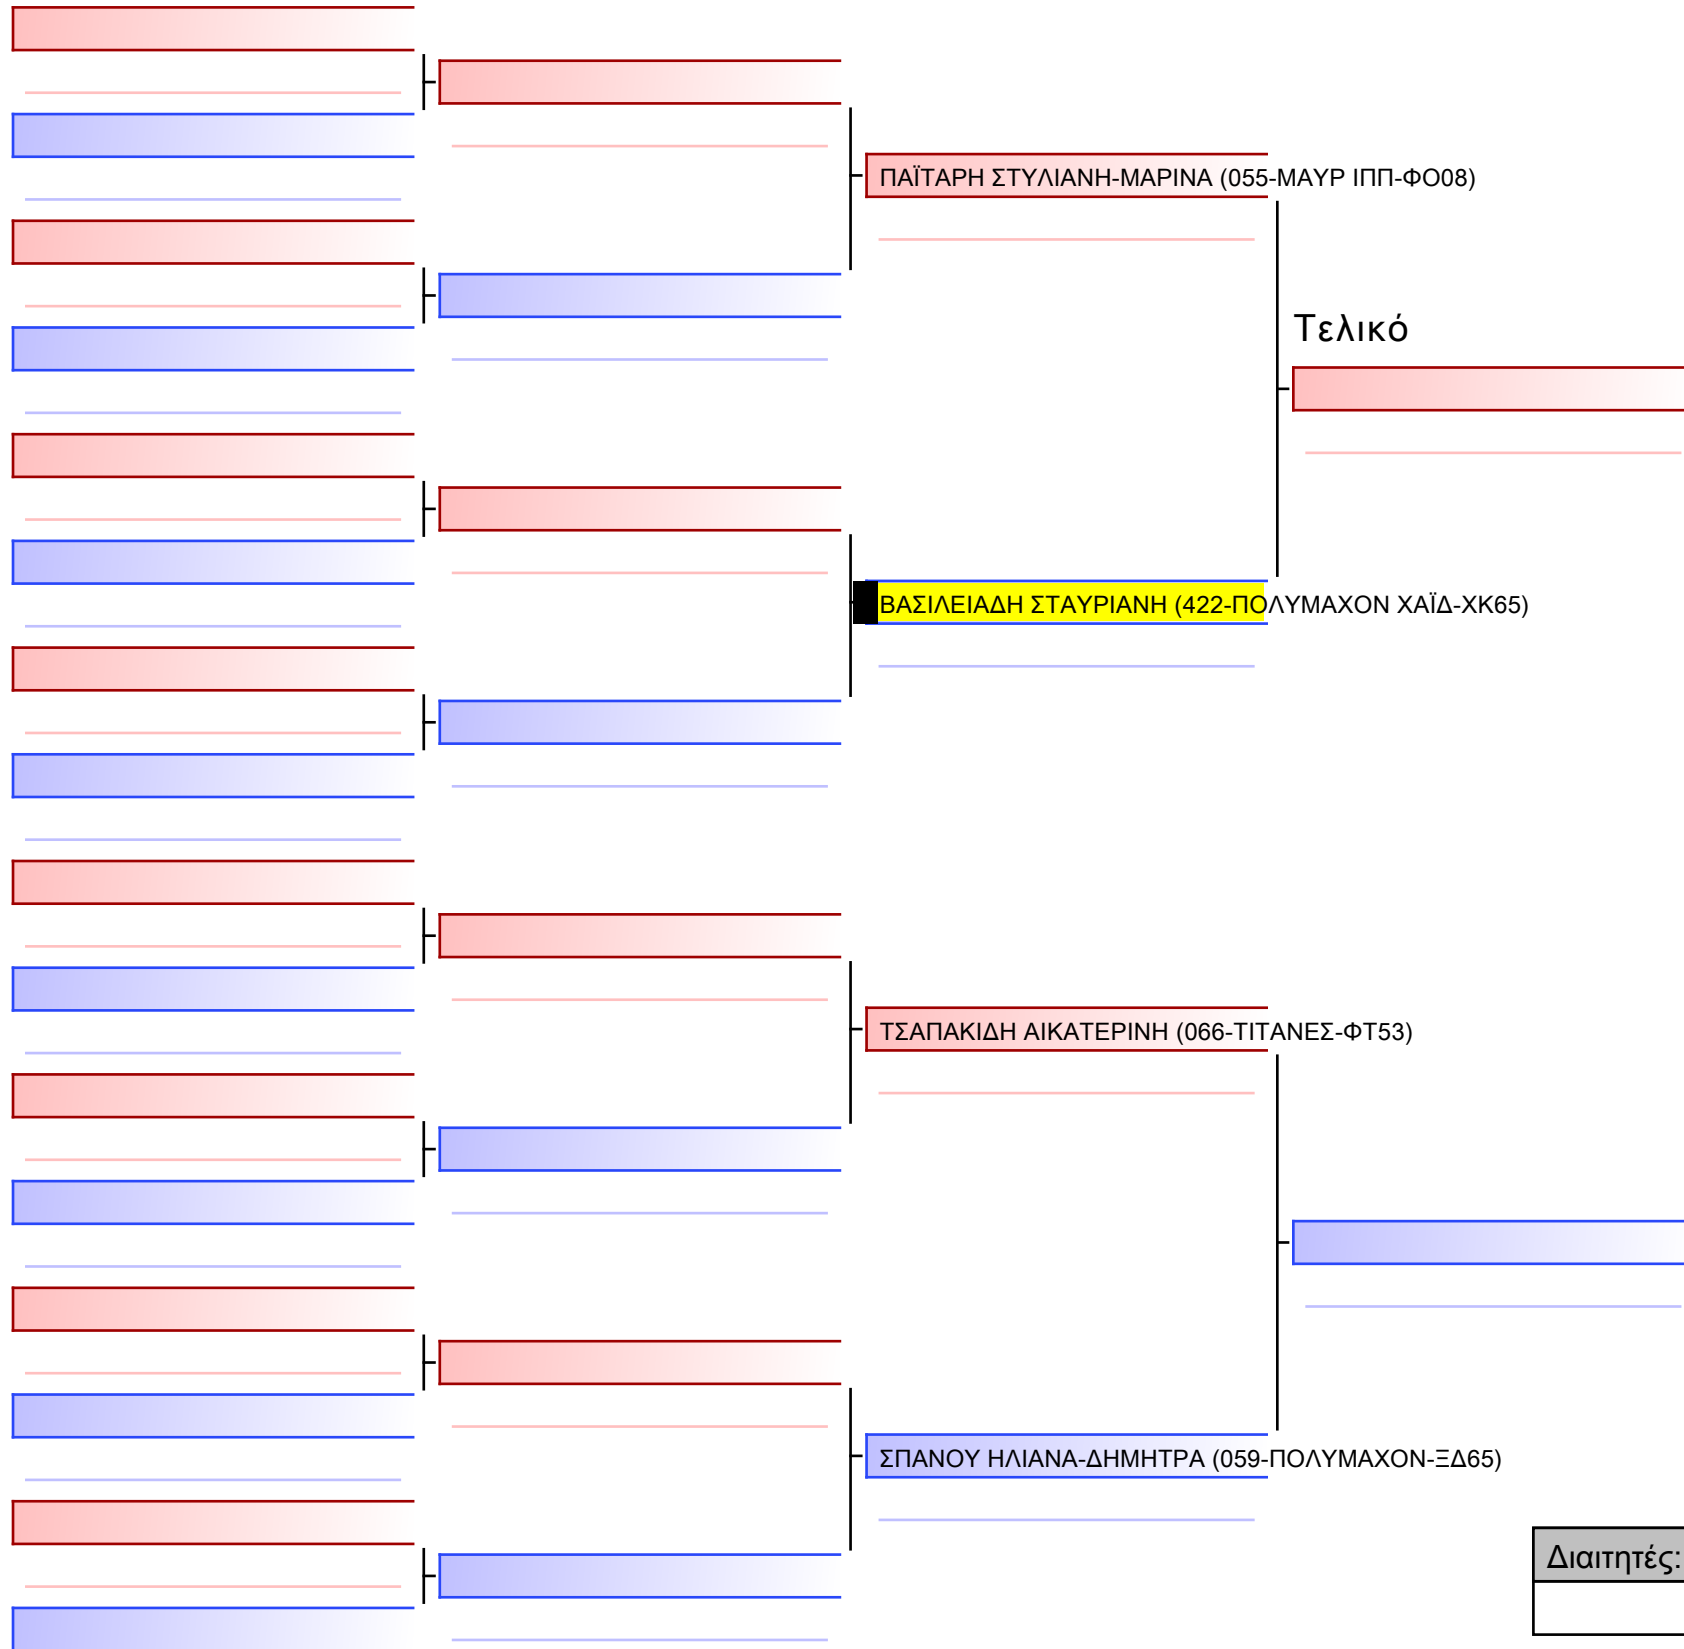 ΠΑΪΤΑΡΗ ΣΤΥΛΙΑΝΗ-ΜΑΡΙΝΑ (055-ΜΑΥΡ ΙΠΠ-ΦΟ08)
Τελικό
ΒΑΣΙΛΕΙΑΔΗ ΣΤΑΥΡΙΑΝΗ (422-ΠΟΛΥΜΑΧΟΝ ΧΑΪΔ-ΧΚ65)
ΤΣΑΠΑΚΙΔΗ ΑΙΚΑΤΕΡΙΝΗ (066-ΤΙΤΑΝΕΣ-ΦΤ53)
ΣΠΑΝΟΥ ΗΛΙΑΝΑ-ΔΗΜΗΤΡΑ (059-ΠΟΛΥΜΑΧΟΝ-ΞΔ65)
Διαιτητές: